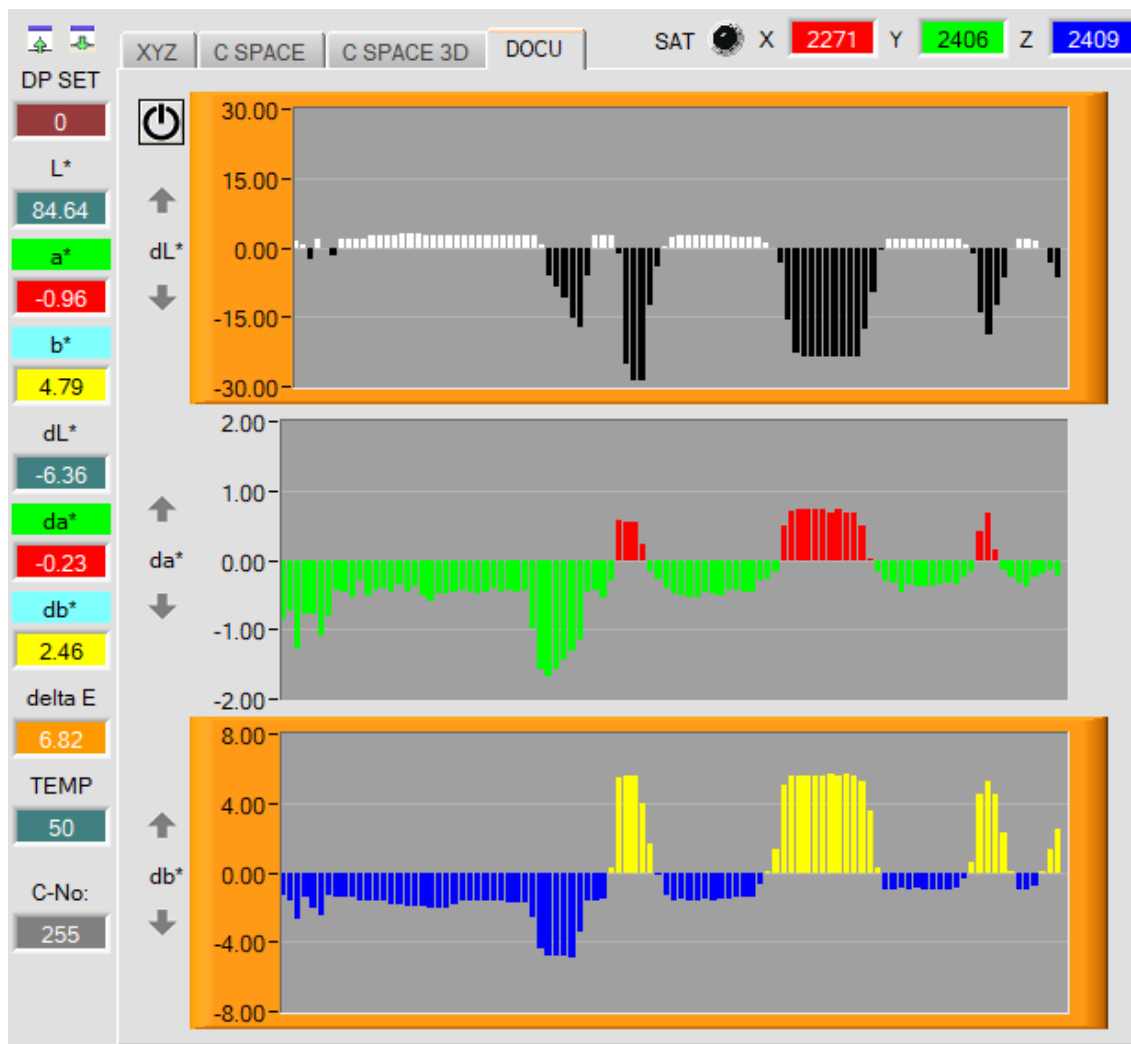 XYZ C SPACE C SPACE 3D DOCU SAT X 2271 Y 2406 Z 2409
DP SET
0
L*
84.64
a*
-0.96
b*
4.79
dL*
-6.36
da*
-0.23
db*
2.46
delta E
6.82
TEMP
50
C-No:
255
dL*
30.00
15.00
0.00
-15.00
-30.00
da*
2.00
1.00
0.00
-1.00
-2.00
db*
8.00
4.00
0.00
-4.00
-8.00